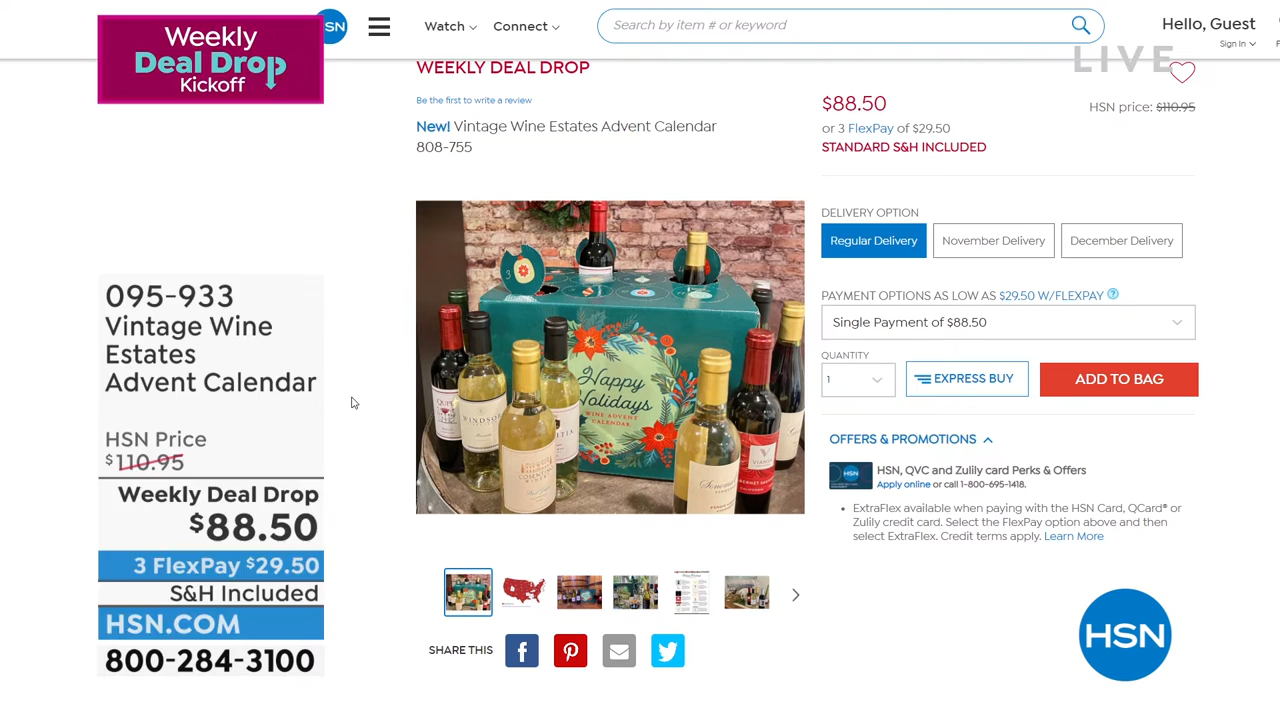 Weekly
Deal Drop
Kickoff
SN
Watch
Connect
Search by item # or keyword
Hello, Guest
Sign In
LIVE
WEEKLY DEAL DROP
Be the first to write a review
New! Vintage Wine Estates Advent Calendar
808-755
$88.50
HSN price: $110.95
or 3 FlexPay of $29.50
STANDARD S&H INCLUDED
DELIVERY OPTION
Regular Delivery
November Delivery
December Delivery
PAYMENT OPTIONS AS LOW AS $29.50 W/FLEXPAY
Single Payment of $88.50
QUANTITY
1
EXPRESS BUY
ADD TO BAG
OFFERS & PROMOTIONS
HSN
HSN, QVC and Zulily card Perks & Offers
Apply online or call 1-800-695-1418.
• ExtraFlex available when paying with the HSN Card, QCard® or
Zulily credit card. Select the FlexPay option above and then
select ExtraFlex. Credit terms apply. Learn More
095-933
Vintage Wine
Estates
Advent Calendar
HSN Price
$110.95
Weekly Deal Drop
$88.50
3 FlexPay $29.50
S&H Included
HSN.COM
800-284-3100
3
Happy
Holidays
WINE ADVENT
CALENDAR
WINDSOR
SHARE THIS
HSN